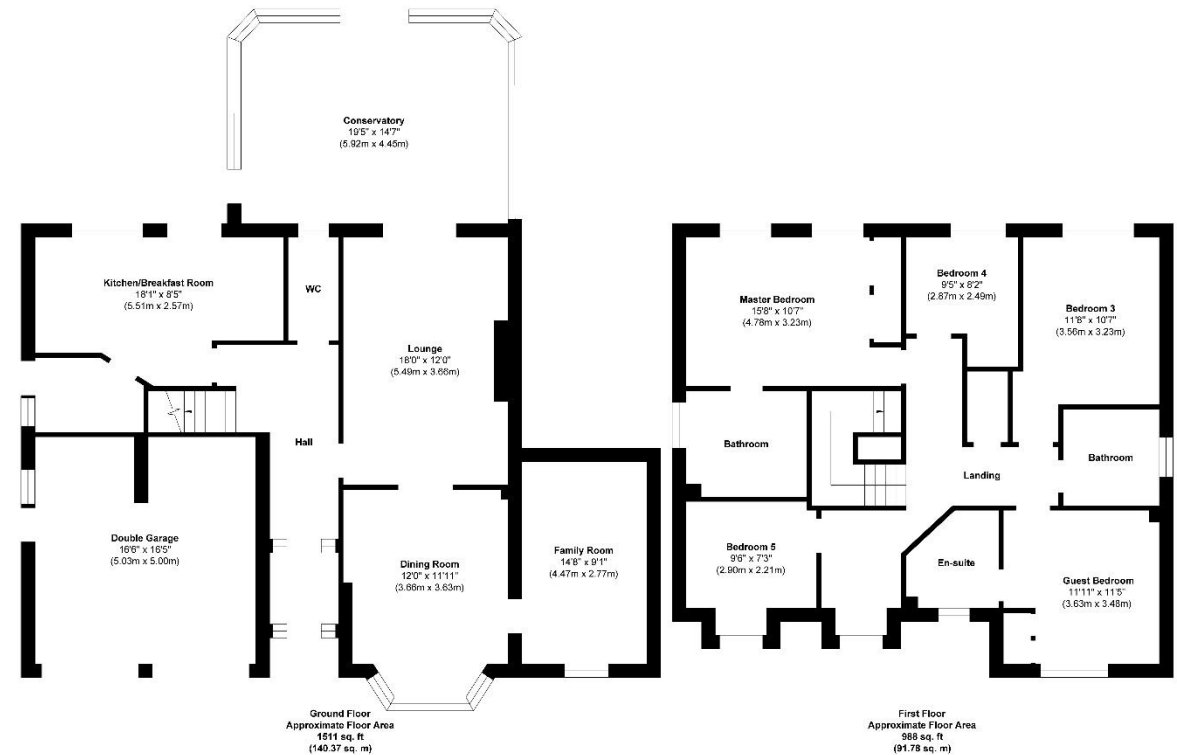 Conservatory
19'5" x 14'7"
(5.92m x 4.45m)
Kitchen/Breakfast Room
18'1" x 8'5"
(5.51m x 2.57m)
WC
Lounge
18'0" x 12'0"
(5.49m x 3.66m)
Hall
Double Garage
16'6" x 16'5"
(5.03m x 5.00m)
Dining Room
12'0" x 11'11"
(3.66m x 3.63m)
Family Room
14'8" x 9'1"
(4.47m x 2.77m)
Ground Floor
Approximate Floor Area
1511 sq. ft
(140.37 sq. m)
Master Bedroom
15'8" x 10'7"
(4.78m x 3.23m)
Bedroom 4
9'5" x 8'2"
(2.87m x 2.49m)
Bedroom 3
11'8" x 10'7"
(3.56m x 3.23m)
Bathroom
Landing
Bathroom
Bedroom 5
9'6" x 7'3"
(2.90m x 2.21m)
En-suite
Guest Bedroom
11'11" x 11'5"
(3.63m x 3.48m)
First Floor
Approximate Floor Area
988 sq. ft
(91.78 sq. m)